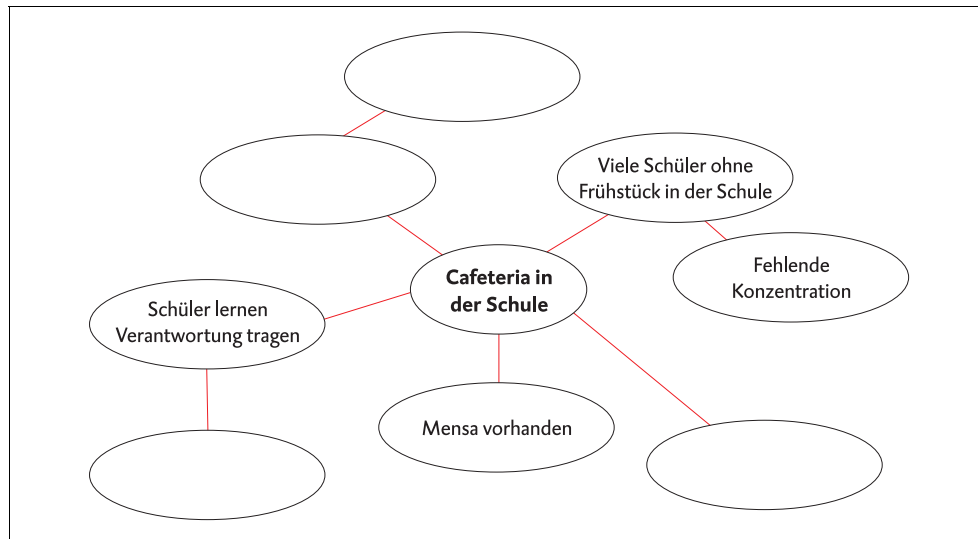 Viele Schüler ohne
Frühstück in der Schule
Fehlende
Konzentration
Cafeteria in
der Schule
Schüler lernen
Verantwortung tragen
Mensa vorhanden